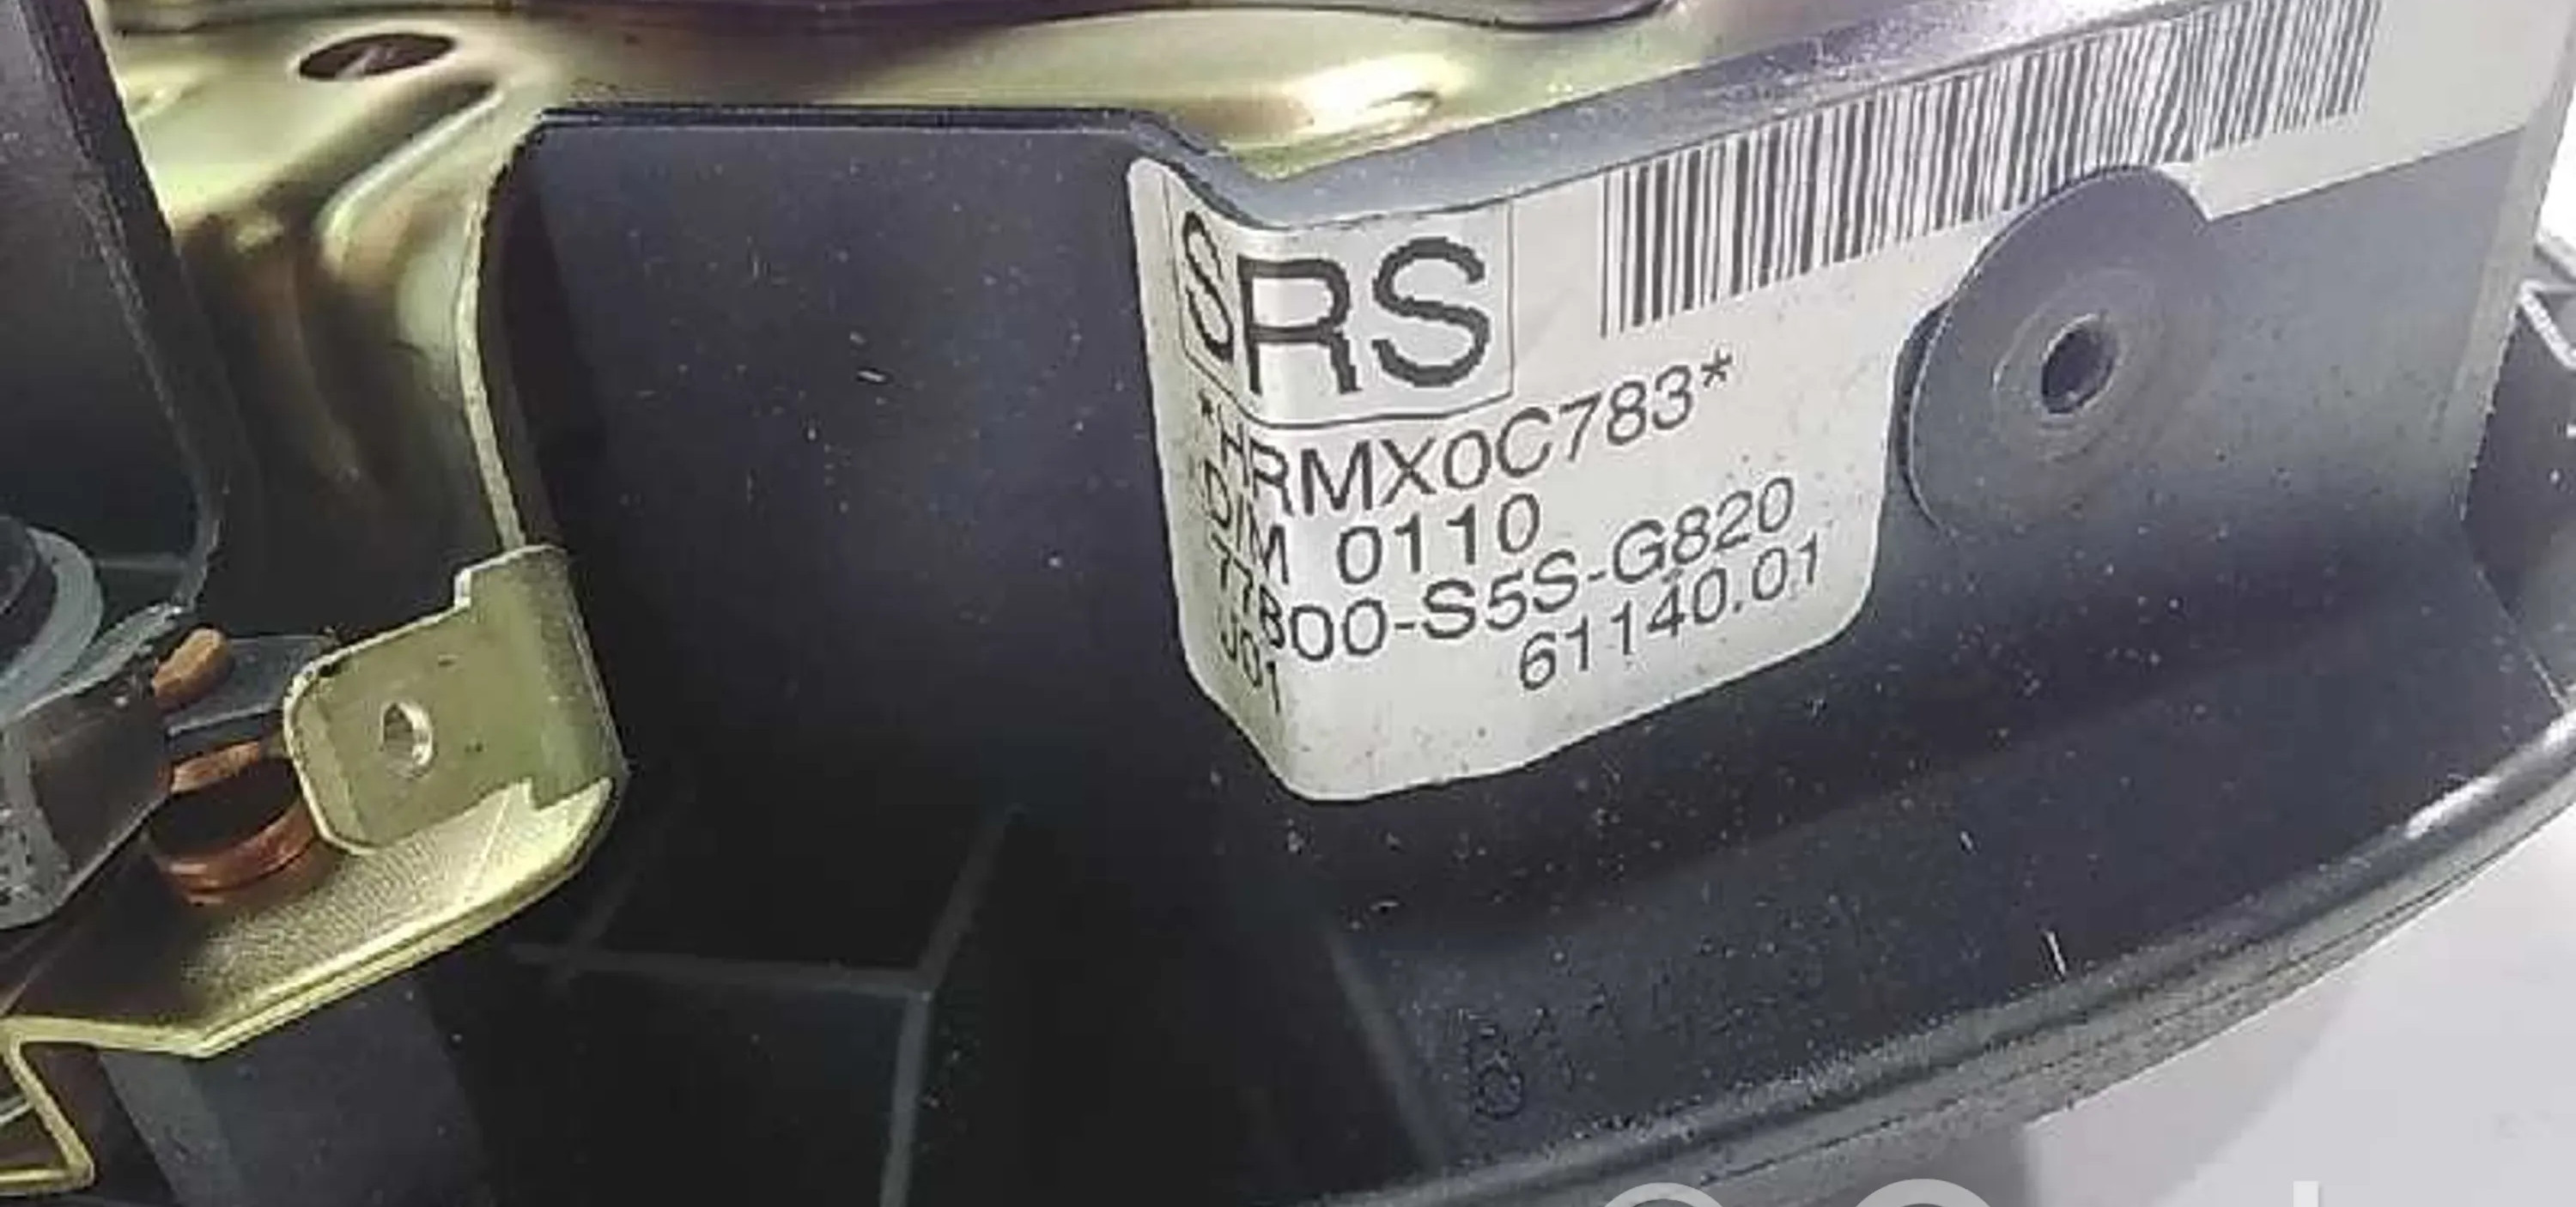 SRS
*HRMX0C783*
DIM 0110
77800-S5S-G820
J01 61140.01